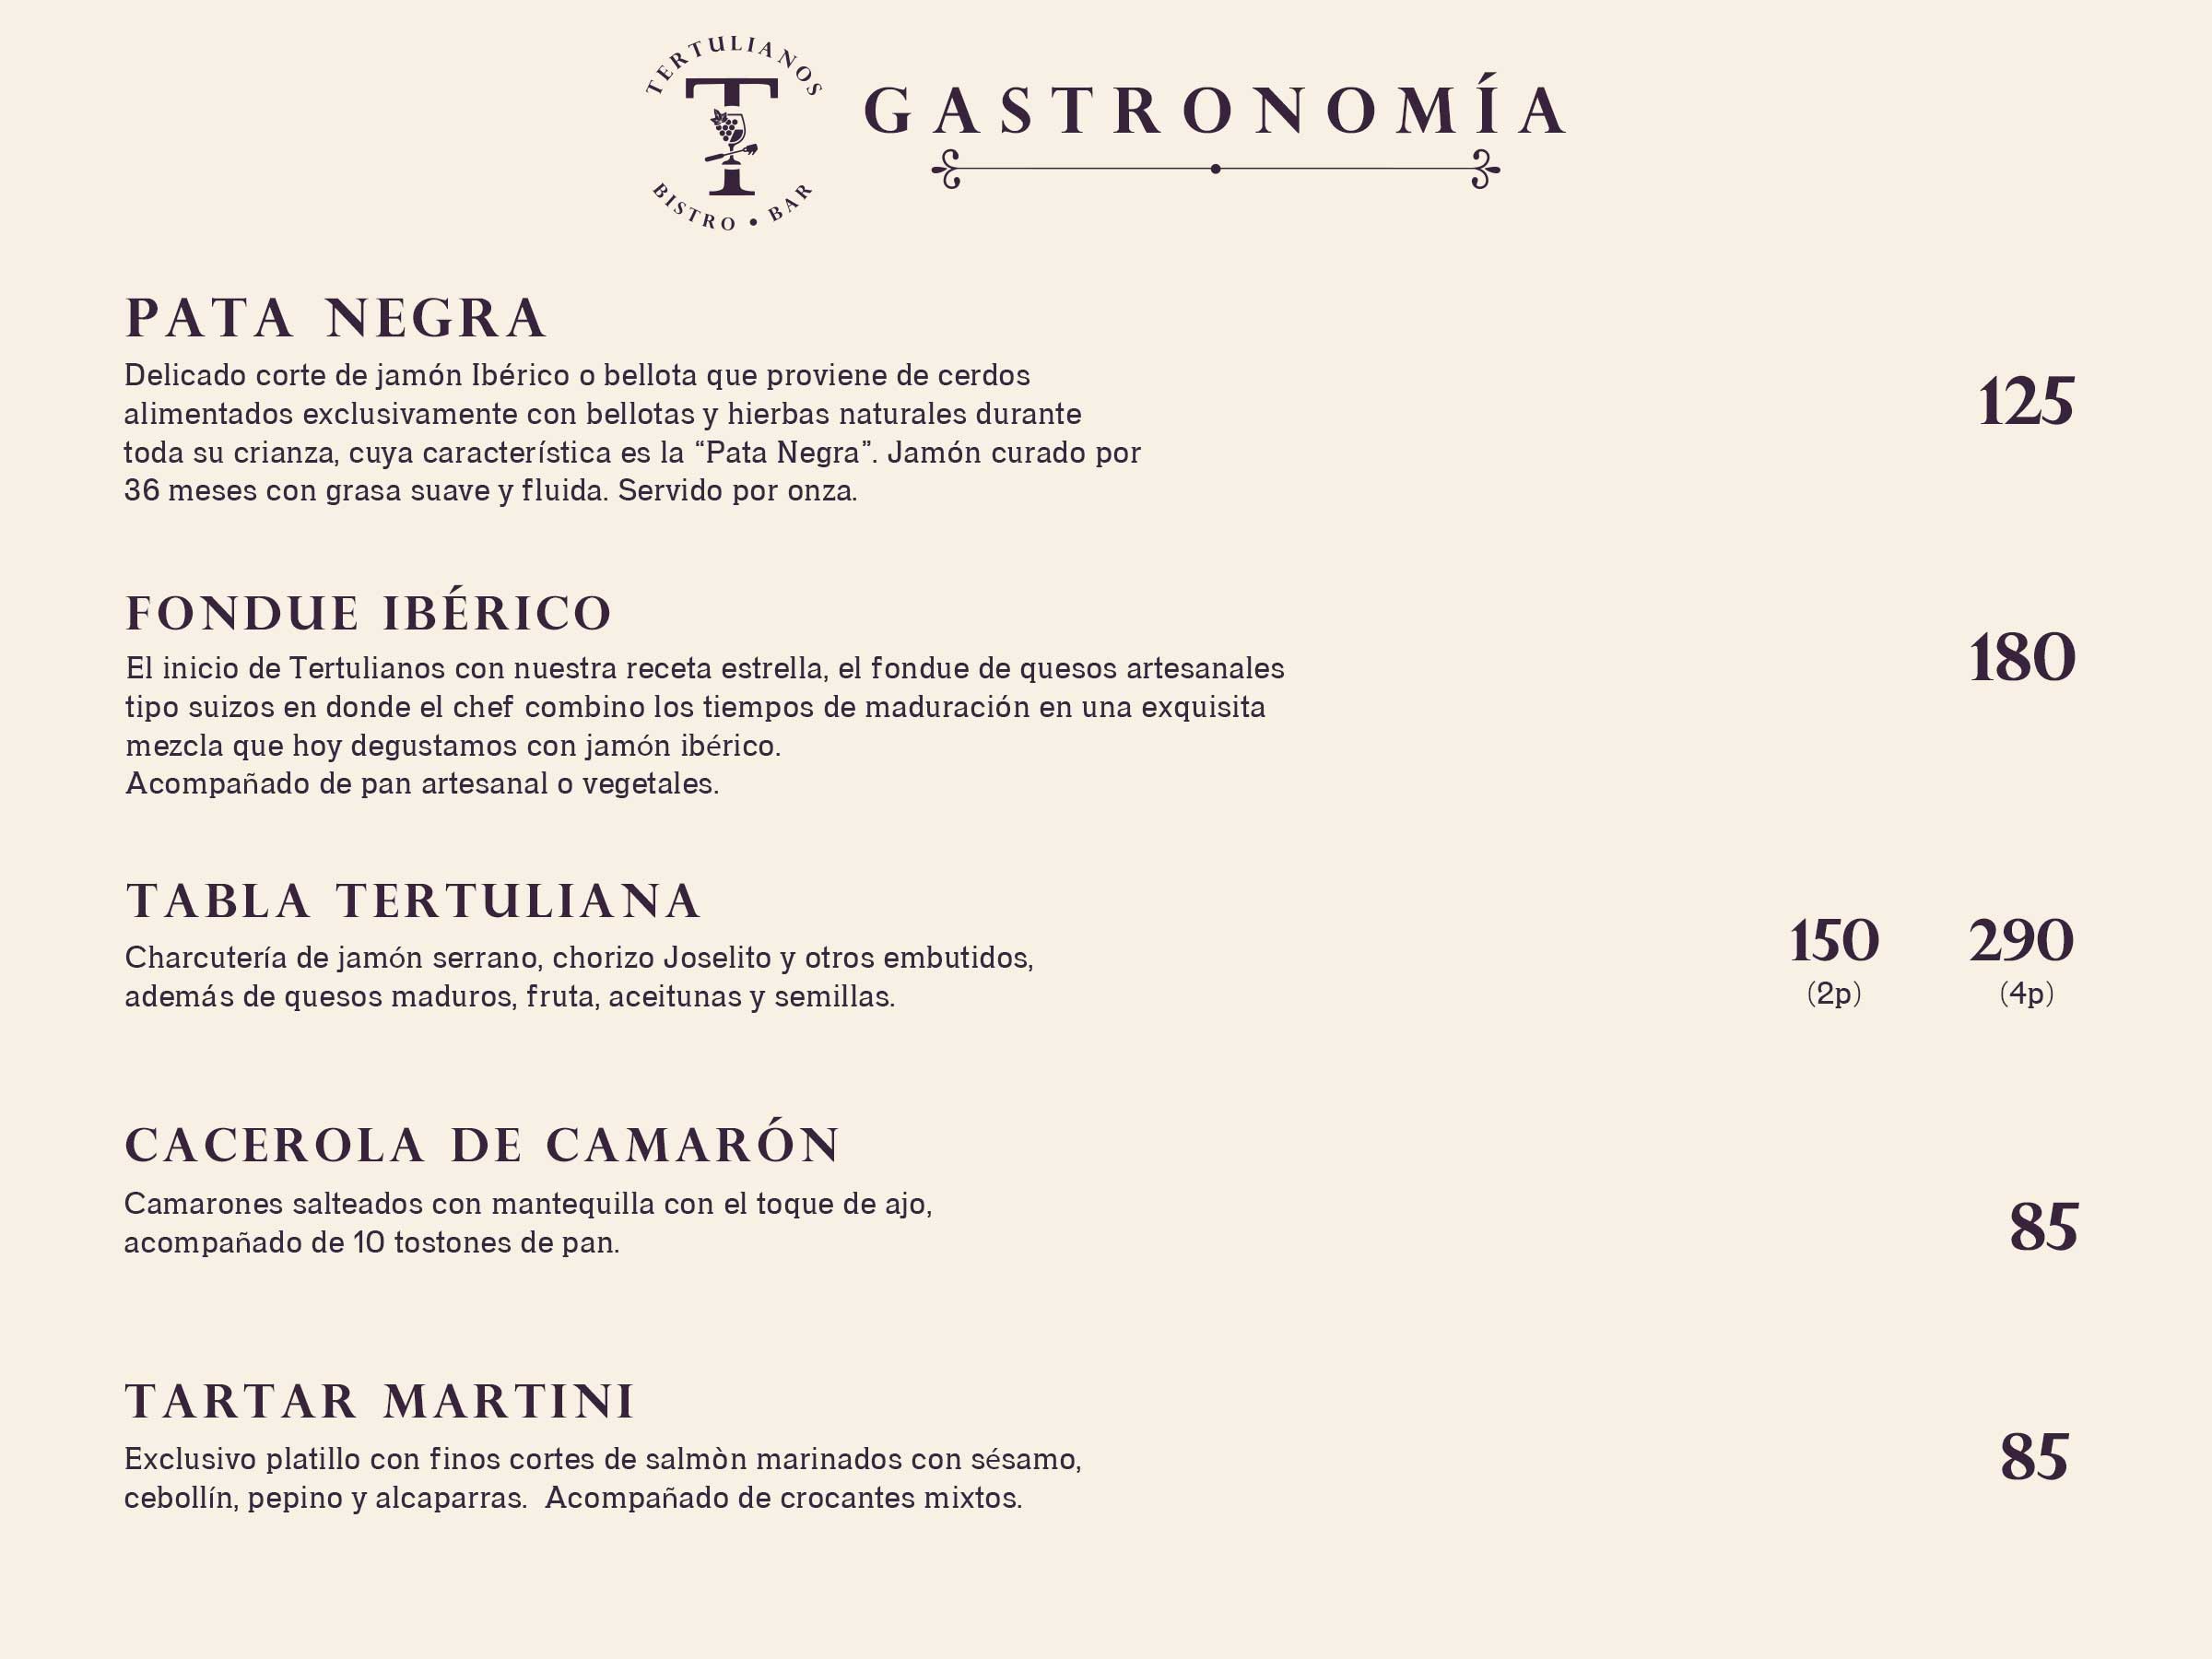 TERTULIANOS
T
BISTRO • BAR
GASTRONOMÍA
PATA NEGRA
Delicado corte de jamón Ibérico o bellota que proviene de cerdos
alimentados exclusivamente con bellotas y hierbas naturales durante
toda su crianza, cuya característica es la “Pata Negra”. Jamón curado por
36 meses con grasa suave y fluida. Servido por onza.
125
FONDUE IBÉRICO
El inicio de Tertulianos con nuestra receta estrella, el fondue de quesos artesanales
tipo suizos en donde el chef combino los tiempos de maduración en una exquisita
mezcla que hoy degustamos con jamón ibérico.
Acompañado de pan artesanal o vegetales.
180
TABLA TERTULIANA
Charcutería de jamón serrano, chorizo Joselito y otros embutidos,
además de quesos maduros, fruta, aceitunas y semillas.
150 290
(2p) (4p)
CACEROLA DE CAMARÓN
Camarones salteados con mantequilla con el toque de ajo,
acompañado de 10 tostones de pan.
85
TARTAR MARTINI
Exclusivo platillo con finos cortes de salmòn marinados con sésamo,
cebollín, pepino y alcaparras. Acompañado de crocantes mixtos.
85